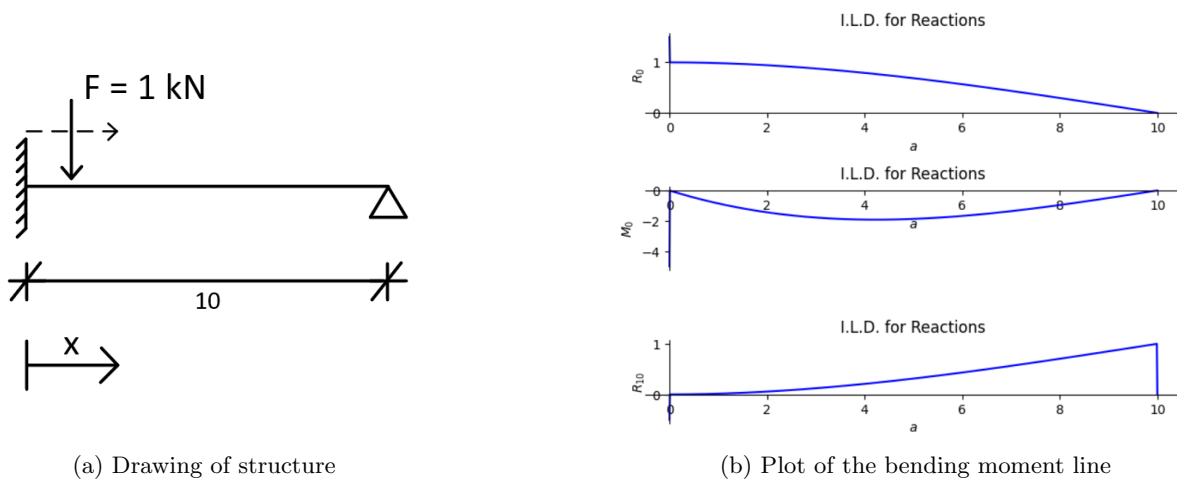 F = 1 kN
10
x
(a) Drawing of structure
I.L.D. for Reactions
R₀
1
0
0 2 4 6 8 10
a
I.L.D. for Reactions
M₀
0
−2
−4
0 2 4 6 8 10
a
I.L.D. for Reactions
R₁₀
1
0
0 2 4 6 8 10
a
(b) Plot of the bending moment line